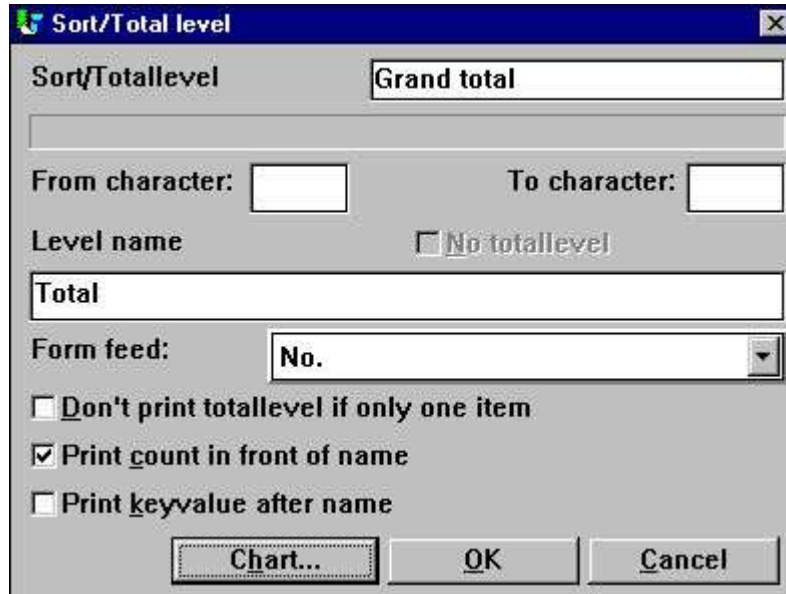 Sort/Total level
Sort/Totallevel Grand total
From character: To character:
Level name No totallevel
Total
Form feed: No.
Don't print totallevel if only one item
Print count in front of name
Print keyvalue after name
Chart... OK Cancel